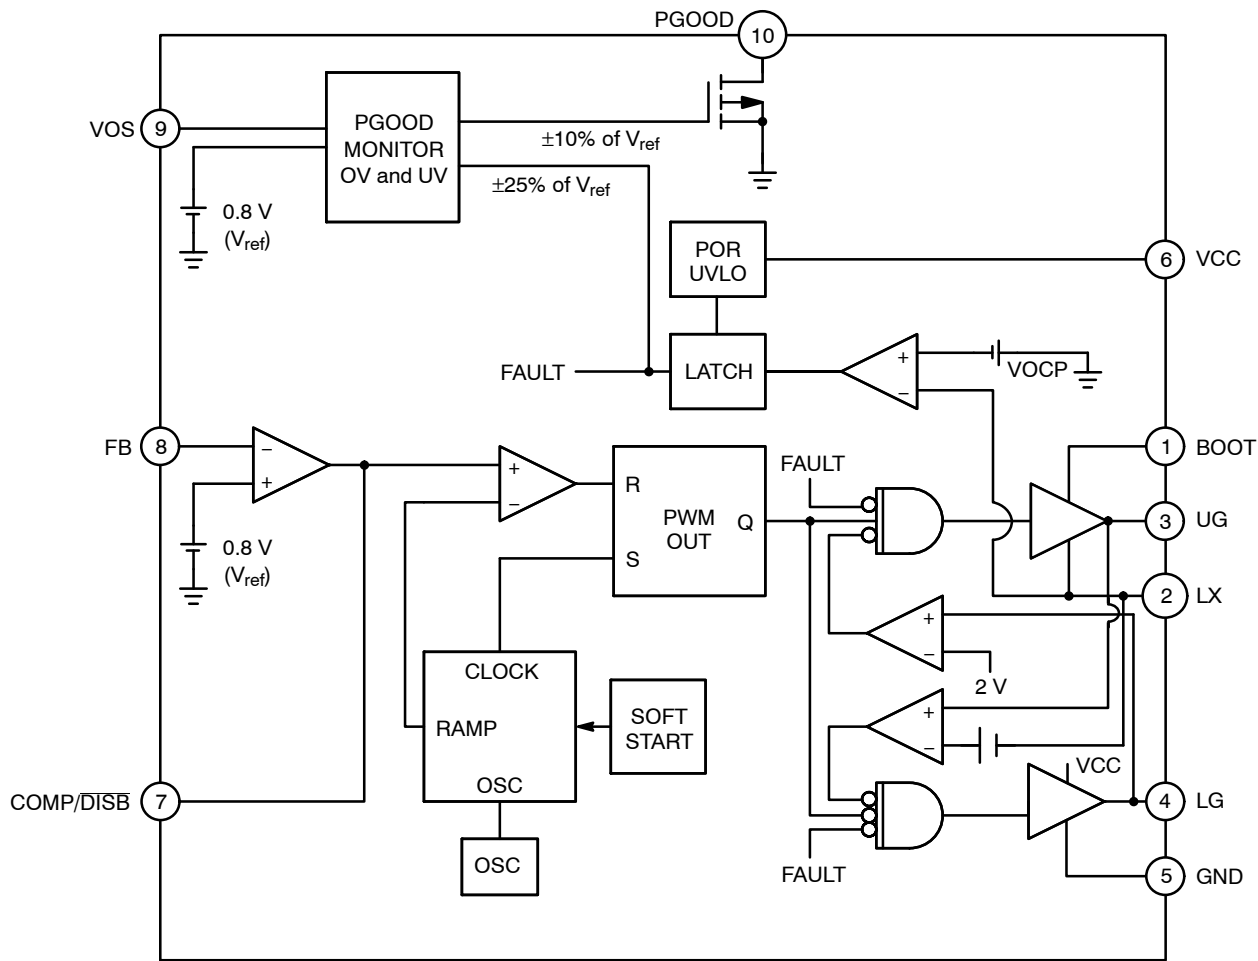 PGOOD
10
VOS
9
PGOOD
MONITOR
OV and UV
±10% of Vref
±25% of Vref
0.8 V
(Vref)
POR
UVLO
6
VCC
FAULT
LATCH
+
−
VOCP
FB
8
−
+
0.8 V
(Vref)
+
−
R
S
PWM
OUT
Q
FAULT
1
BOOT
3
UG
2
LX
+
−
2 V
CLOCK
RAMP
OSC
SOFT
START
+
−
VCC
COMP/DISB
7
4
LG
OSC
FAULT
5
GND